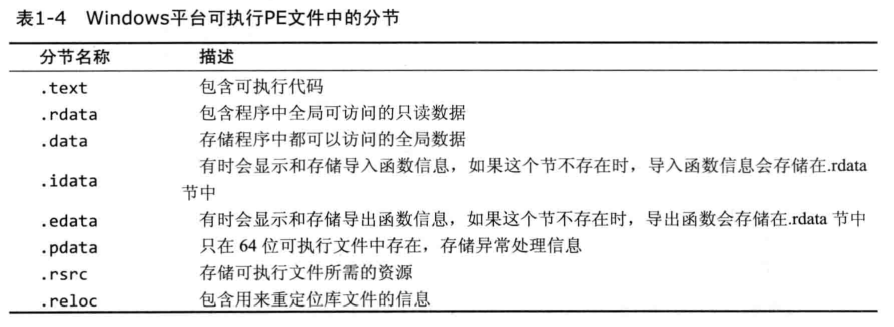 表1-4 Windows平台可执行PE文件中的分节
分节名称 描述
.text 包含可执行代码
.rdata 包含程序中全局可访问的只读数据
.data 存储程序中都可以访问的全局数据
.idata 有时会显示和存储导入函数信息，如果这个节不存在时，导入函数信息会存储在.rdata
节中
.edata 有时会显示和存储导出函数信息，如果这个节不存在时，导出函数会存储在.rdata 节中
.pdata 只在 64 位可执行文件中存在，存储异常处理信息
.rsrc 存储可执行文件所需的资源
.reloc 包含用来重定位库文件的信息